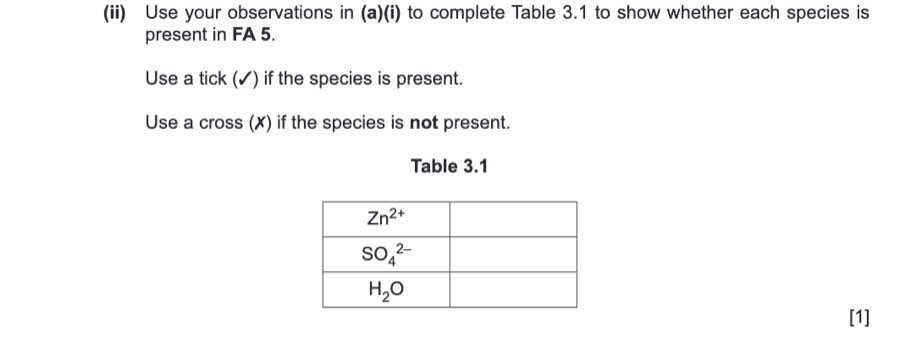 (ii) Use your observations in (a)(i) to complete Table 3.1 to show whether each species is
present in FA 5.
Use a tick (✓) if the species is present.
Use a cross (✗) if the species is not present.
Table 3.1
Zn²⁺
SO₄²⁻
H₂O
[1]